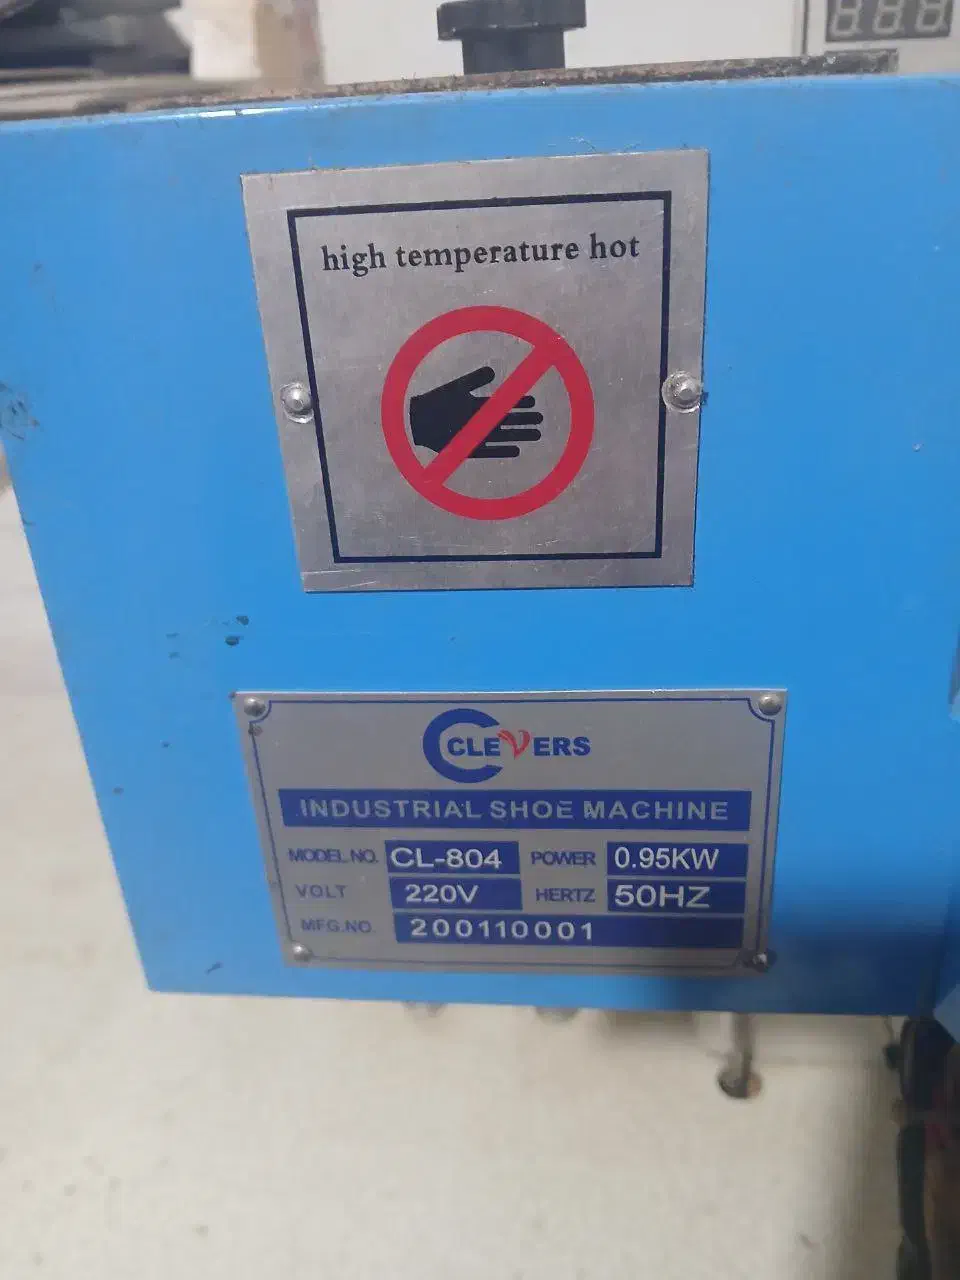 high temperature hot
CLEVERS
INDUSTRIAL SHOE MACHINE
MODEL NO. CL-804 POWER 0.95KW
VOLT 220V HERTZ 50HZ
MFG.NO. 200110001